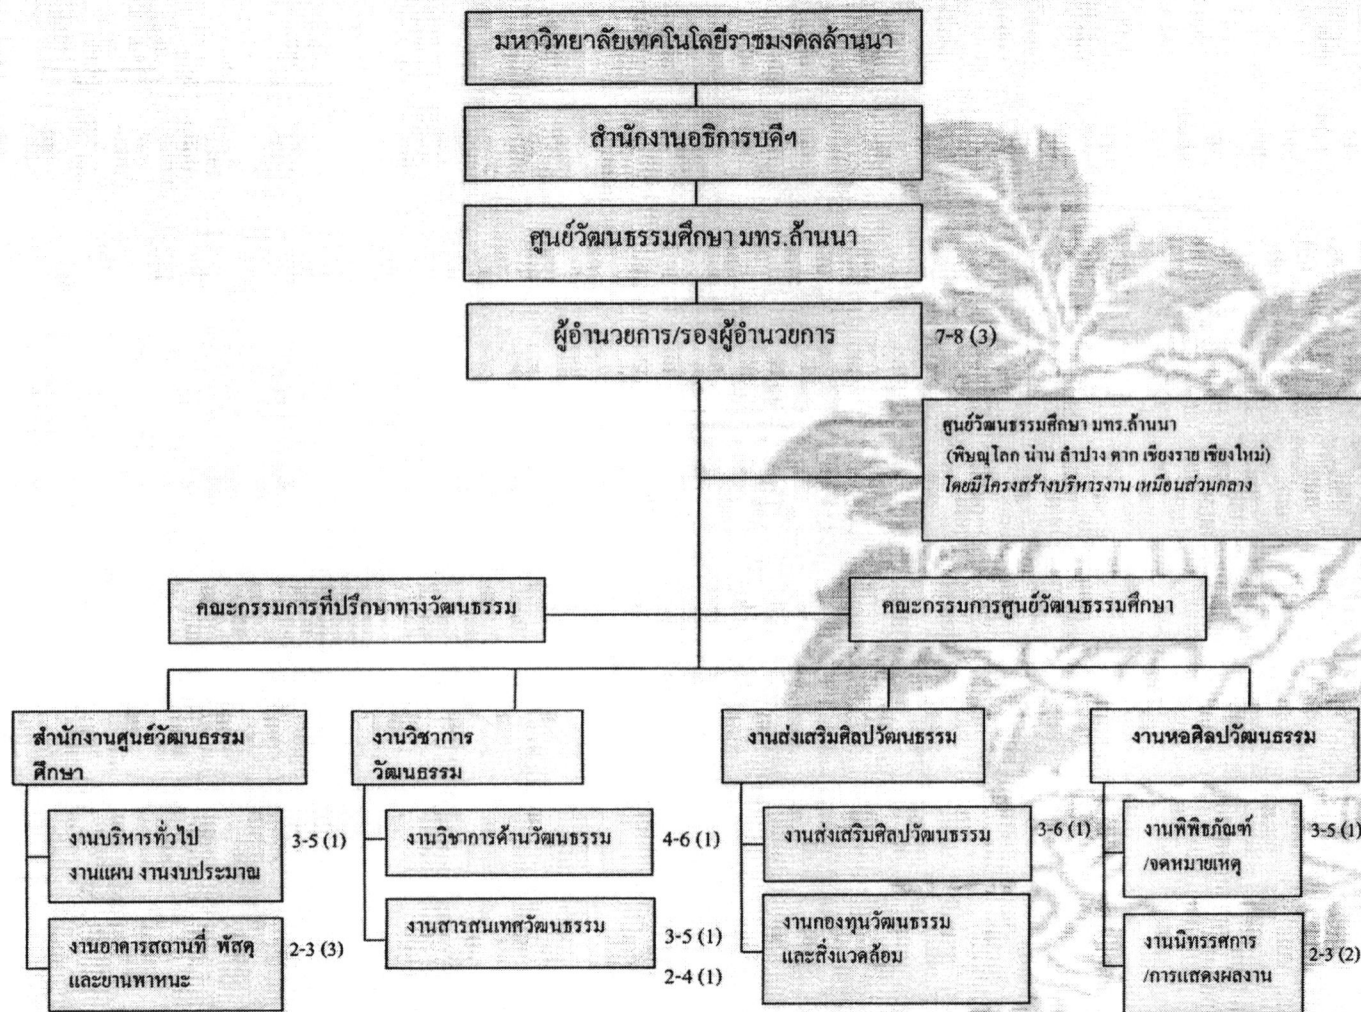 มหาวิทยาลัยเทคโนโลยีราชมงคลล้านนา
สำนักงานอธิการบดีฯ
ศูนย์วัฒนธรรมศึกษา มทร.ล้านนา
ผู้อำนวยการ/รองผู้อำนวยการ
7-8 (3)
ศูนย์วัฒนธรรมศึกษา มทร.ล้านนา
(พิษณุโลก น่าน ลำปาง ตาก เชียงราย เชียงใหม่)
โดยมีโครงสร้างบริหารงาน เหมือนส่วนกลาง
คณะกรรมการที่ปรึกษาทางวัฒนธรรม
คณะกรรมการศูนย์วัฒนธรรมศึกษา
สำนักงานศูนย์วัฒนธรรม
ศึกษา
งานบริหารทั่วไป
งานแผน งานงบประมาณ
3-5 (1)
งานอาคารสถานที่ พัสดุ
และยานพาหนะ
2-3 (3)
งานวิชาการ
วัฒนธรรม
งานวิชาการด้านวัฒนธรรม
4-6 (1)
งานสารสนเทศวัฒนธรรม
3-5 (1)
2-4 (1)
งานส่งเสริมศิลปวัฒนธรรม
งานส่งเสริมศิลปวัฒนธรรม
3-6 (1)
งานกองทุนวัฒนธรรม
และสิ่งแวดล้อม
งานหอศิลปวัฒนธรรม
งานพิพิธภัณฑ์
/จดหมายเหตุ
3-5 (1)
งานนิทรรศการ
/การแสดงผลงาน
2-3 (2)